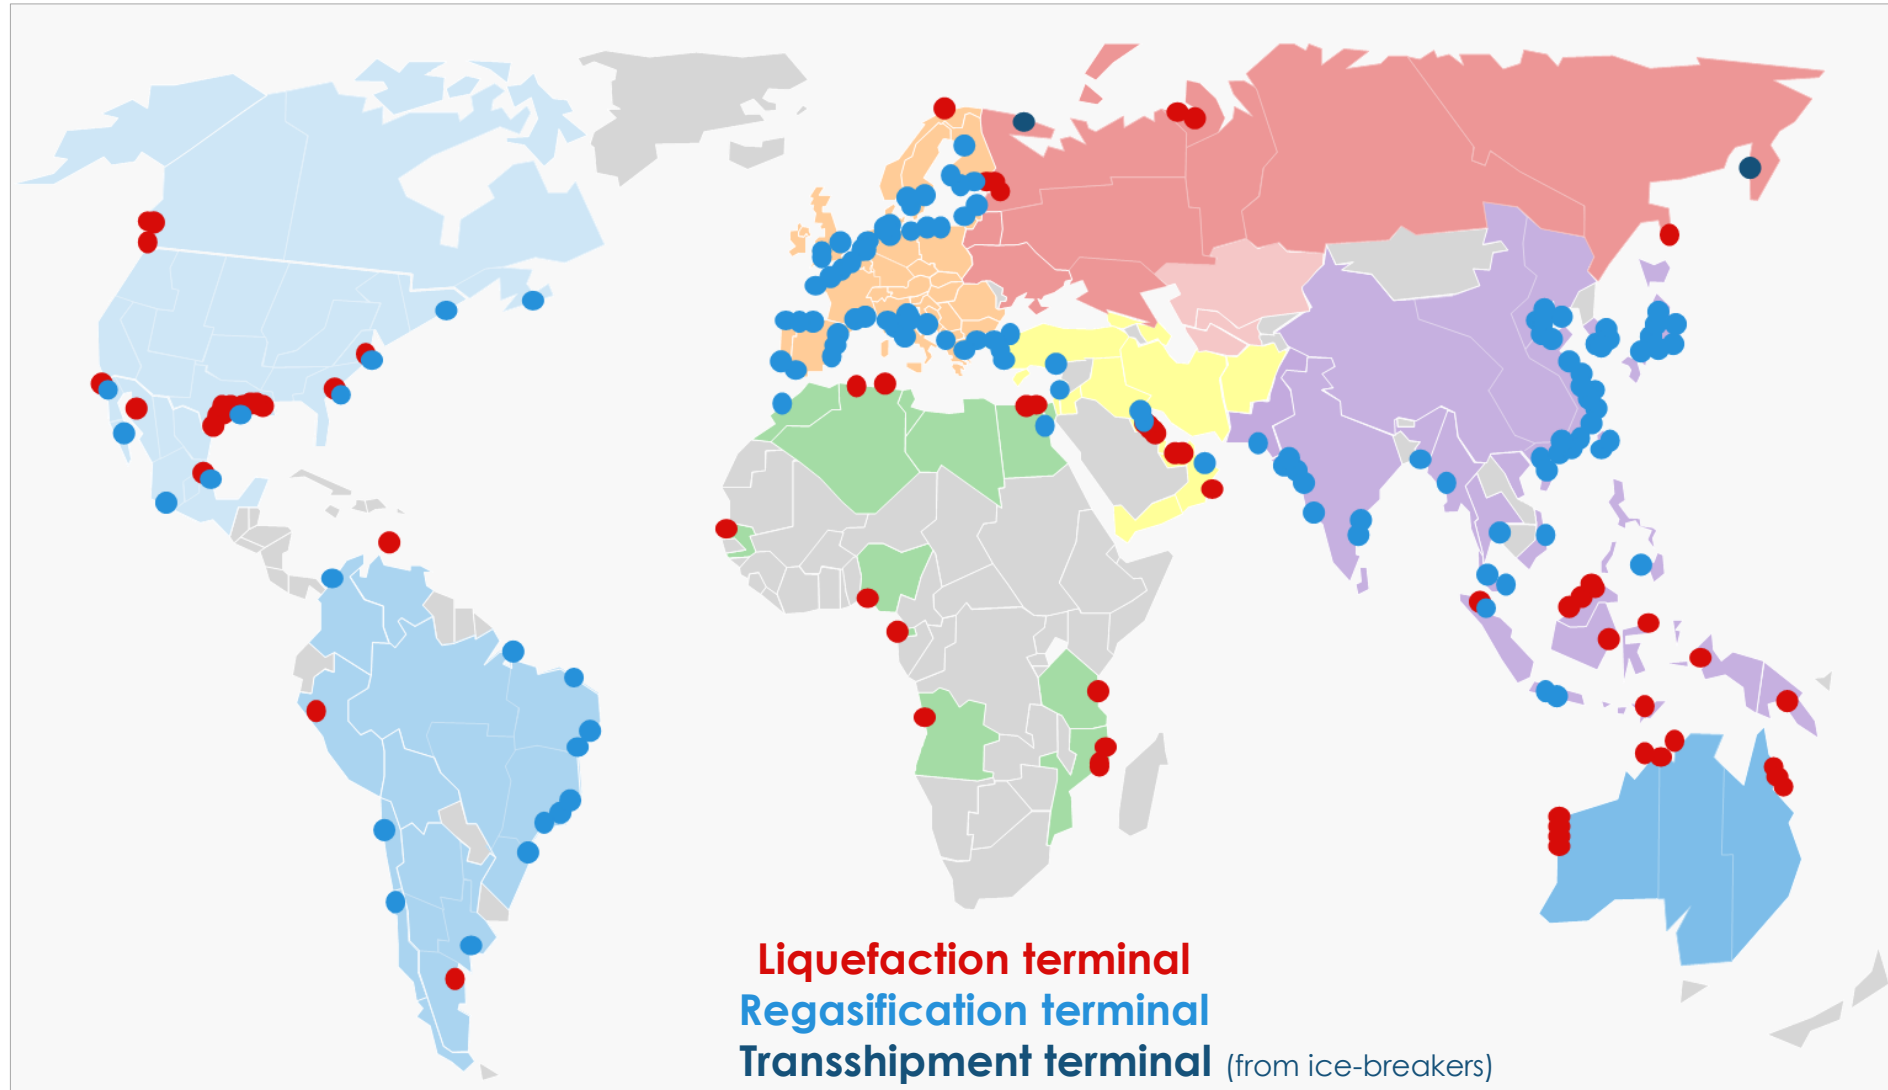 Liquefaction terminal
Regasification terminal
Transshipment terminal (from ice-breakers)